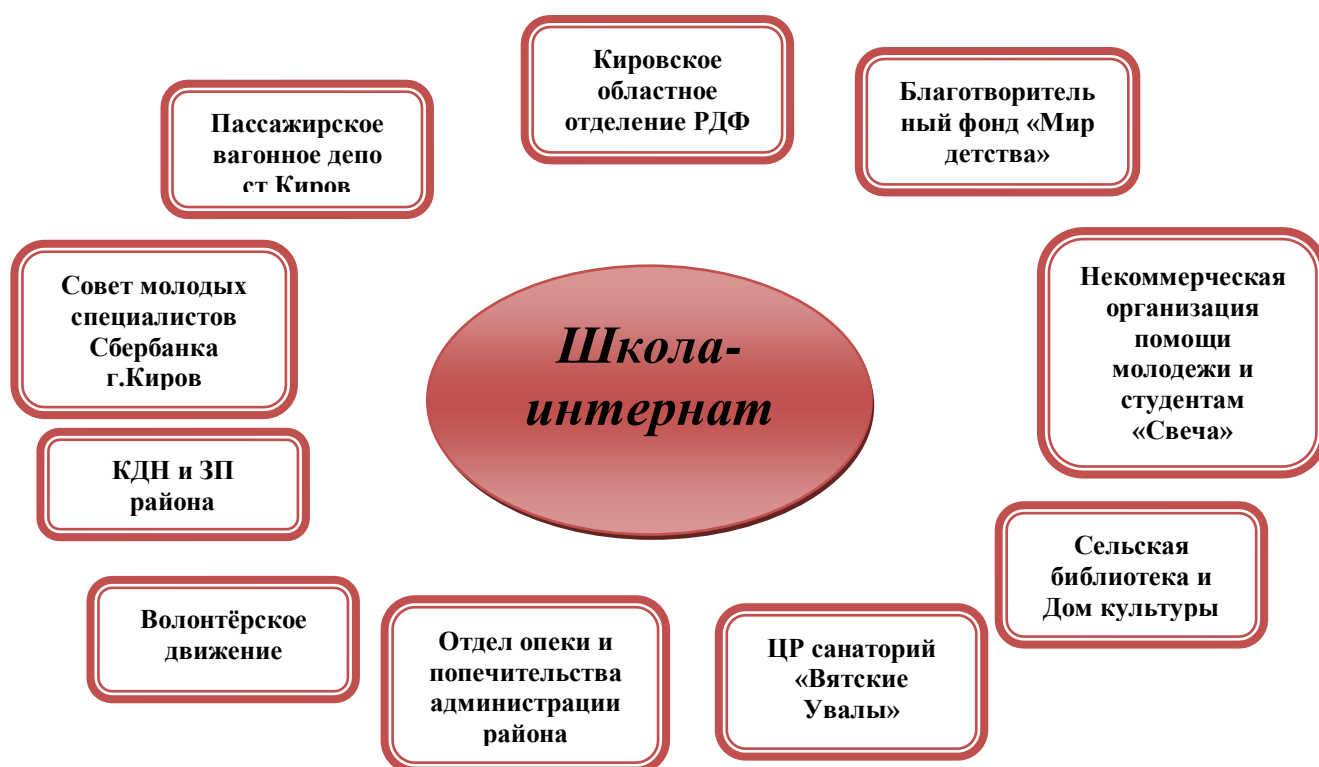 Кировское
областное
отделение РДФ
Благотворитель
ный фонд «Мир
детства»
Пассажирское
вагонное депо
ст Киров
Некоммерческая
организация
помощи
молодежи и
студентам
«Свеча»
Совет молодых
специалистов
Сбербанка
г.Киров
Школа-
интернат
КДН и ЗП
района
Сельская
библиотека и
Дом культуры
Волонтёрское
движение
Отдел опеки и
попечительства
администрации
района
ЦР санаторий
«Вятские
Увалы»